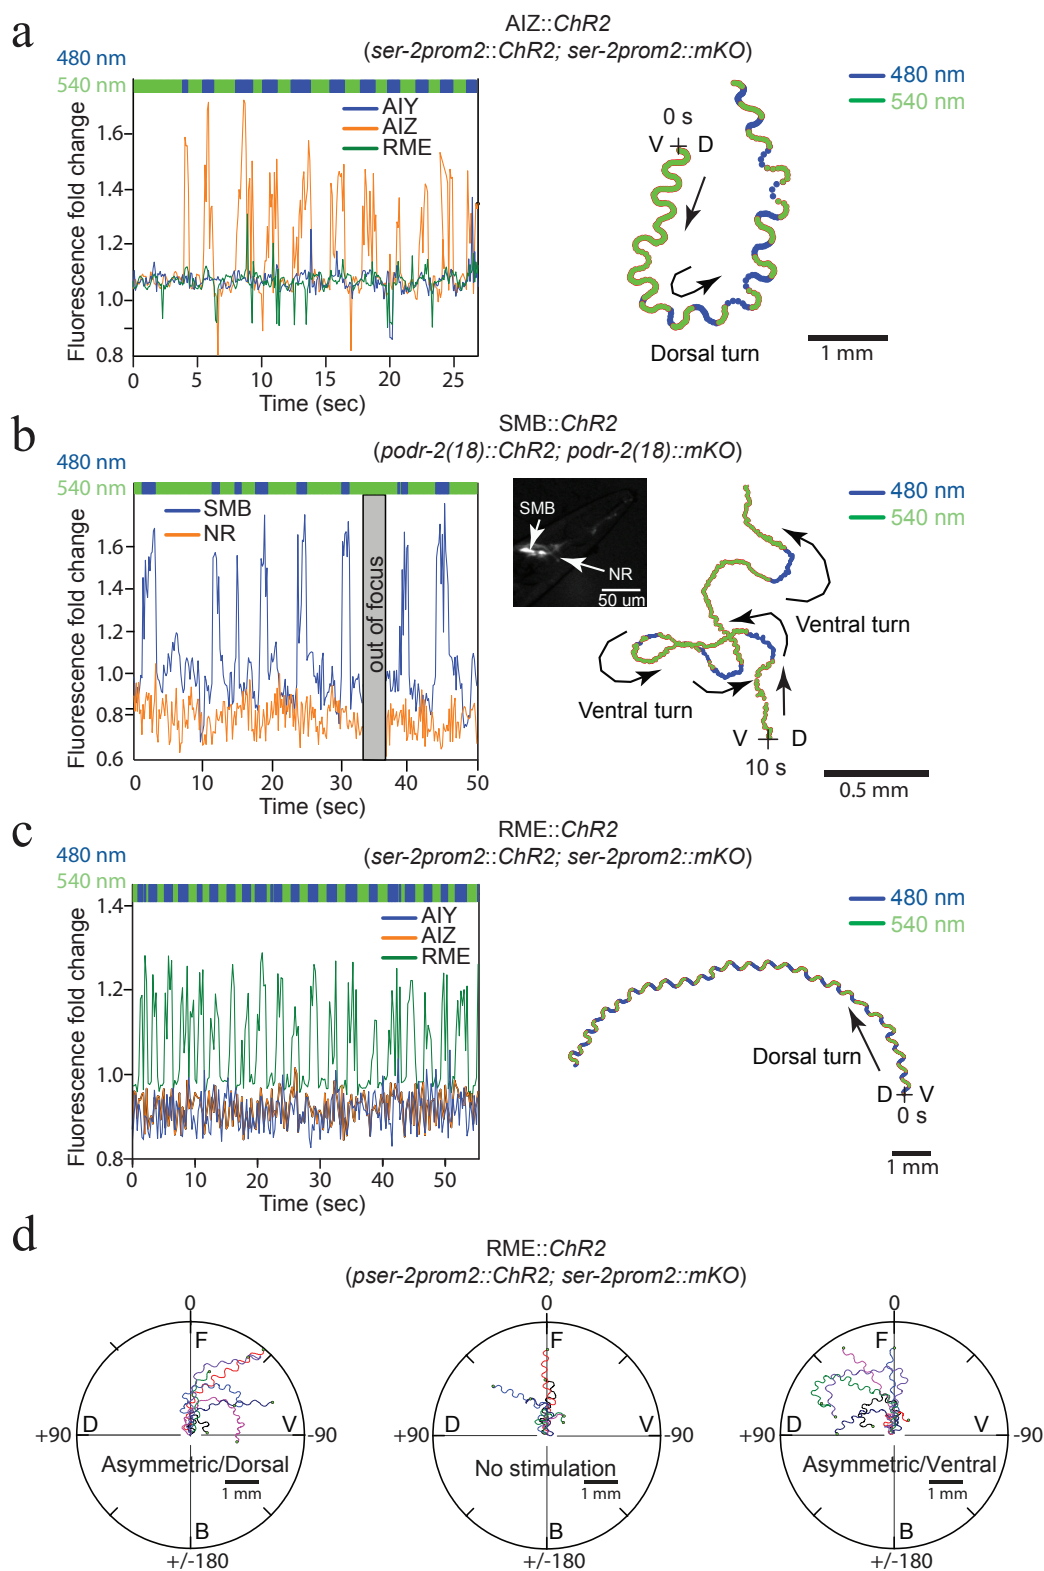 a
AIZ::ChR2
(ser-2prom2::ChR2; ser-2prom2::mKO)
480 nm
540 nm
AIY
AIZ
RME
Fluorescence fold change
1.6
1.4
1.2
1.0
0.8
0 5 10 15 20 25
Time (sec)
480 nm
540 nm
0 s
V D
Dorsal turn
1 mm
b
SMB::ChR2
(podr-2(18)::ChR2; podr-2(18)::mKO)
480 nm
540 nm
SMB
NR
out of focus
Fluorescence fold change
1.6
1.4
1.2
1.0
0.8
0.6
0 10 20 30 40 50
Time (sec)
SMB
NR
50 um
480 nm
540 nm
Ventral turn
Ventral turn
V D
10 s
0.5 mm
c
RME::ChR2
(ser-2prom2::ChR2; ser-2prom2::mKO)
480 nm
540 nm
AIY
AIZ
RME
Fluorescence fold change
1.4
1.2
1.0
0.8
0 10 20 30 40 50
Time (sec)
480 nm
540 nm
Dorsal turn
D V
0 s
1 mm
d
RME::ChR2
(pser-2prom2::ChR2; ser-2prom2::mKO)
0
F
+90 D V -90
Asymmetric/Dorsal
1 mm
B
+/-180
0
F
+90 D V -90
No stimulation
1 mm
B
+/-180
0
F
+90 D V -90
Asymmetric/Ventral
1 mm
B
+/-180